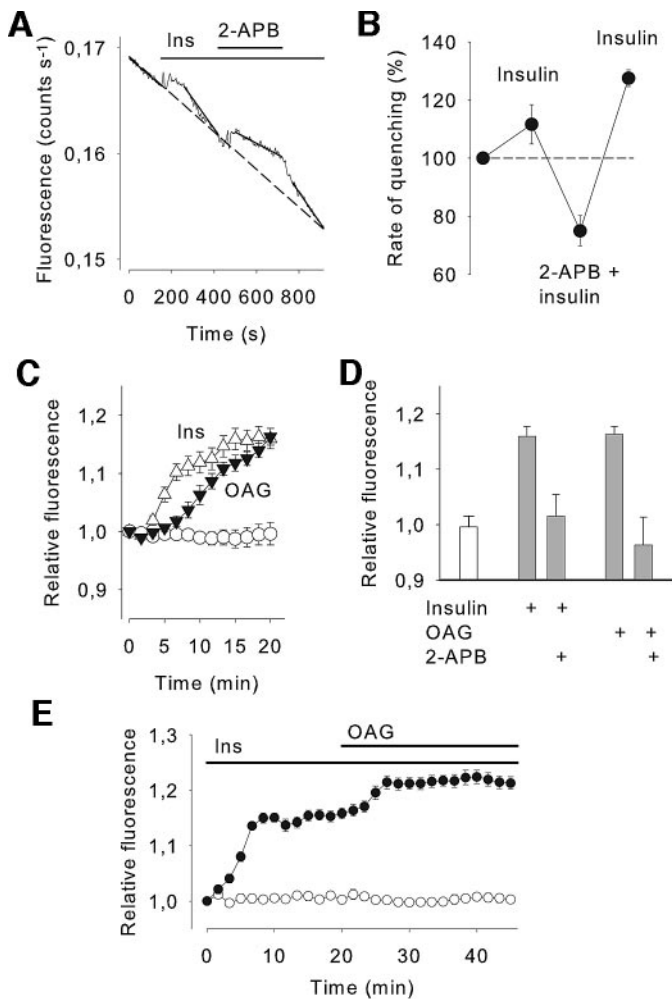 A
Fluorescence (counts s-1)
0,17
0,16
0,15
Ins
2-APB
0 200 400 600 800
Time (s)
B
Rate of quenching (%)
140
120
100
80
60
Insulin
Insulin
2-APB +
insulin
C
Relative fluorescence
1,2
1,1
1,0
0,9
Ins
OAG
0 5 10 15 20
Time (min)
D
Relative fluorescence
1,2
1,1
1,0
0,9
Insulin + +
OAG + +
2-APB + +
E
Relative fluorescence
1,3
1,2
1,1
1,0
Ins
OAG
0 10 20 30 40
Time (min)